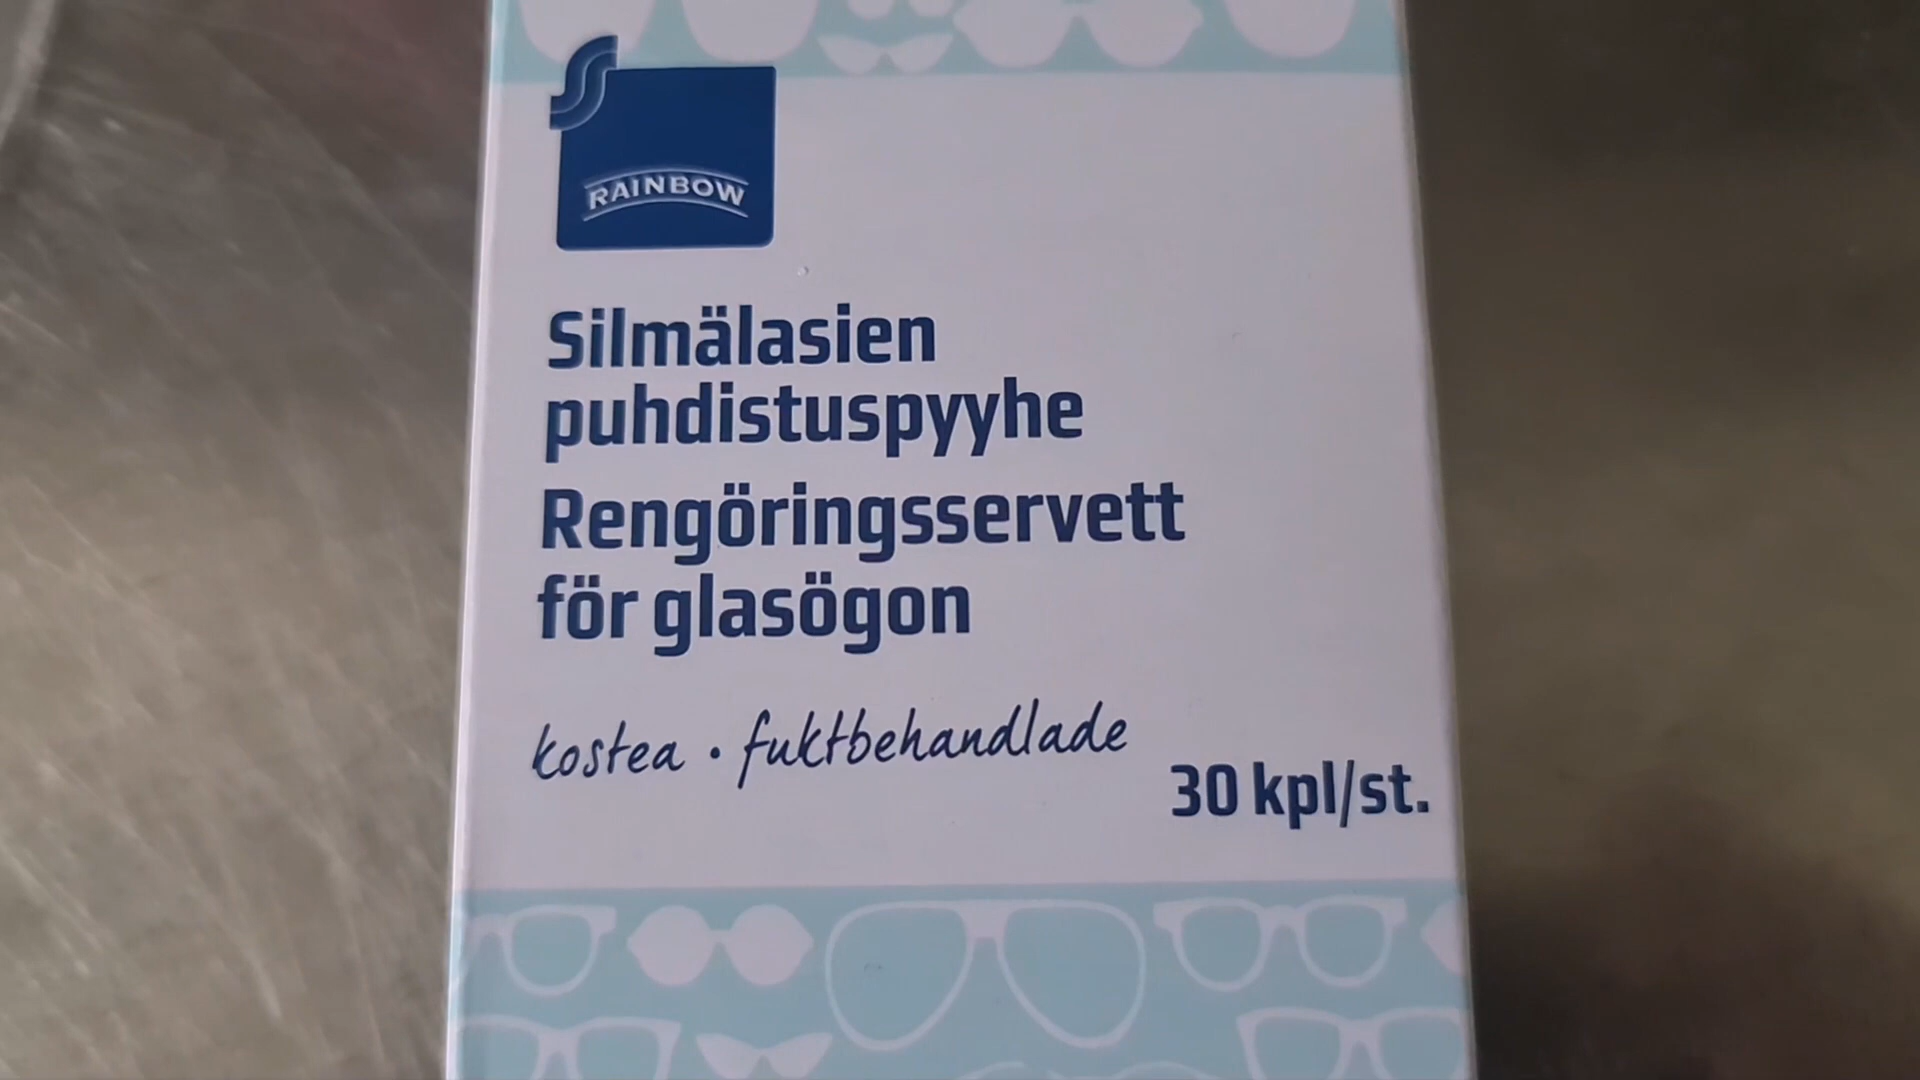 RAINBOW
Silmälasien
puhdistuspyyhe
Rengöringsservett
för glasögon
kostea • fuktbehandlade
30 kpl/st.